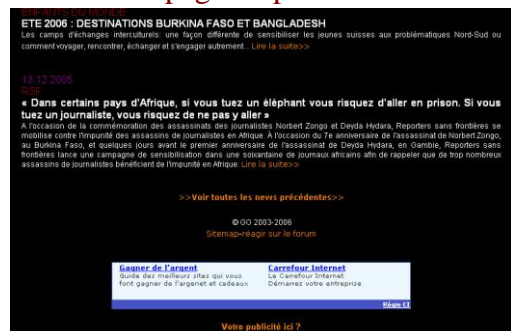 ENFANTS DU MONDE
ETE 2006 : DESTINATIONS BURKINA FASO ET BANGLADESH
Les camps d'échanges interculturels: une façon différente de sensibiliser les jeunes suisses aux problématiques Nord-Sud ou
comment voyager, rencontrer, échanger et s'engager autrement... Lire la suite>>
13.12.2005
RSF
« Dans certains pays d'Afrique, si vous tuez un éléphant vous risquez d'aller en prison. Si vous
tuez un journaliste, vous risquez de ne pas y aller »
A l'occasion de la commémoration des assassinats des journalistes Norbert Zongo et Deyda Hydara, Reporters sans frontières se
mobilise contre l'impunité des assassins de journalistes en Afrique. À l'occasion du 7e anniversaire de l'assassinat de Norbert Zongo,
au Burkina Faso, et quelques jours avant le premier anniversaire de l'assassinat de Deyda Hydara, en Gambie, Reporters sans
frontières lance une campagne de sensibilisation dans une soixantaine de journaux africains afin de rappeler que de trop nombreux
assassins de journalistes bénéficient de l'impunité en Afrique. Lire la suite>>
>>Voir toutes les news précédentes>>
© GO 2003-2006
Sitemap-réagir sur le forum
Gagner de l'argent
Guide des meilleurs sites qui vous
font gagner de l'argenet et cadeaux
Carrefour Internet
Le Carrefour Internet
Démarrez votre entreprise
Régie CI
Votre publicité ici ?